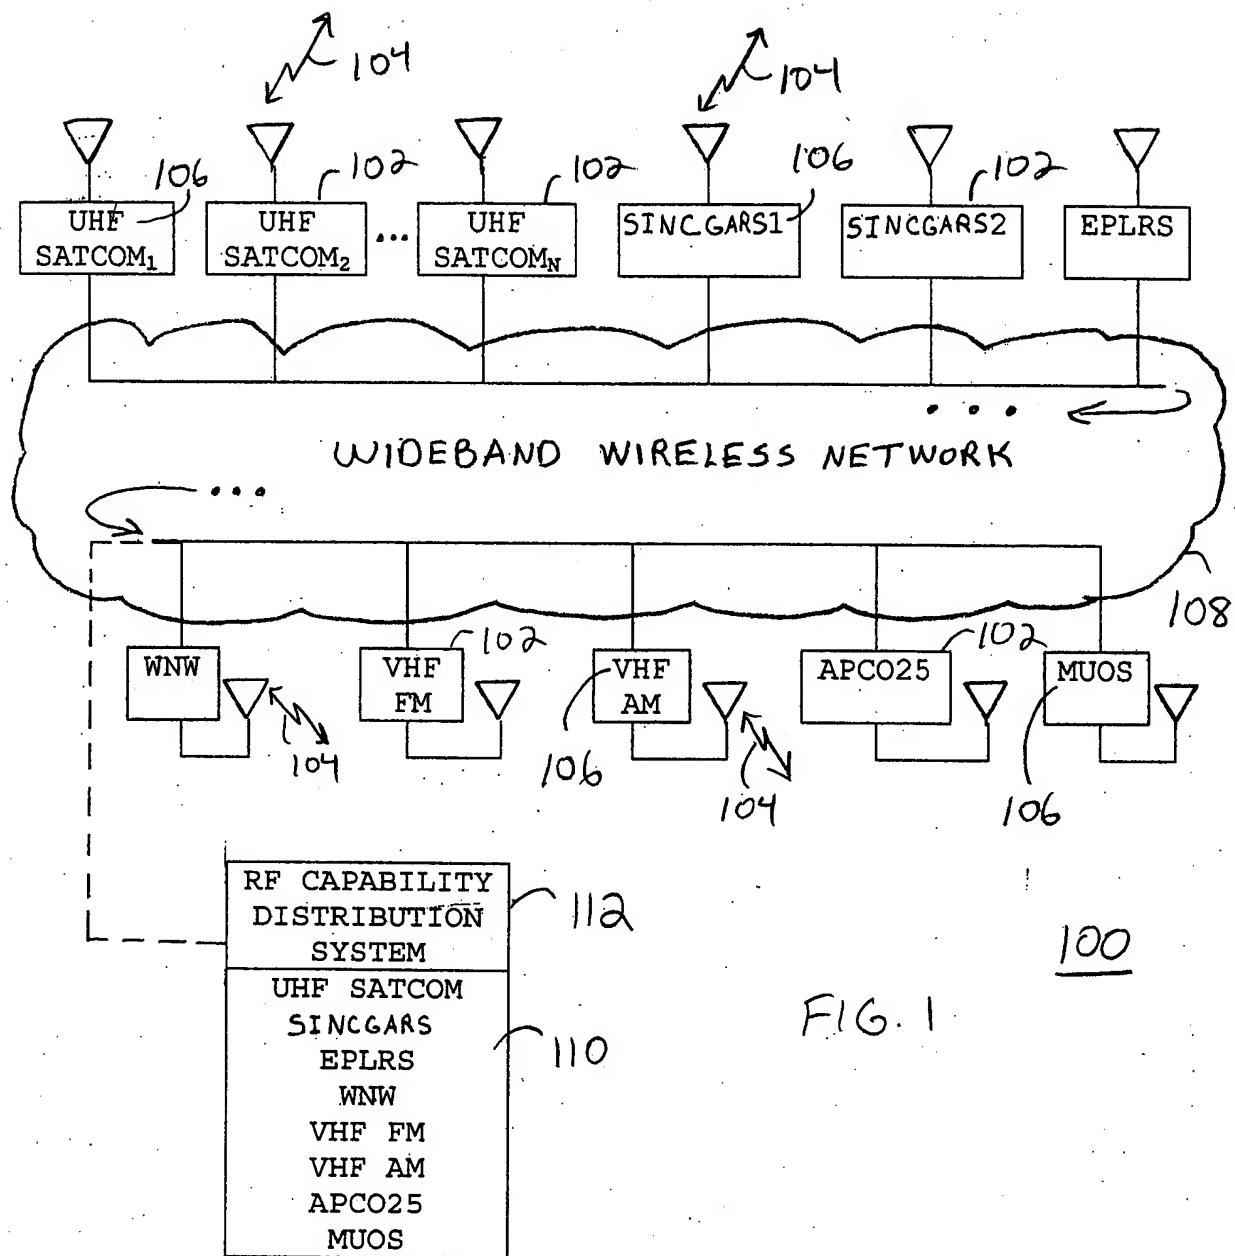 104
104
106
102
102
106
102
UHF
SATCOM1
UHF
SATCOM2
...
UHF
SATCOMN
SINCGARS1
SINCGARS2
EPLRS
...
WIDEBAND WIRELESS NETWORK
...
108
102
102
WNW
VHF
FM
VHF
AM
APCO25
MUOS
104
106
104
106
RF CAPABILITY
DISTRIBUTION
SYSTEM
112
100
UHF SATCOM
SINCGARS
EPLRS
WNW
VHF FM
VHF AM
APCO25
MUOS
110
FIG. 1